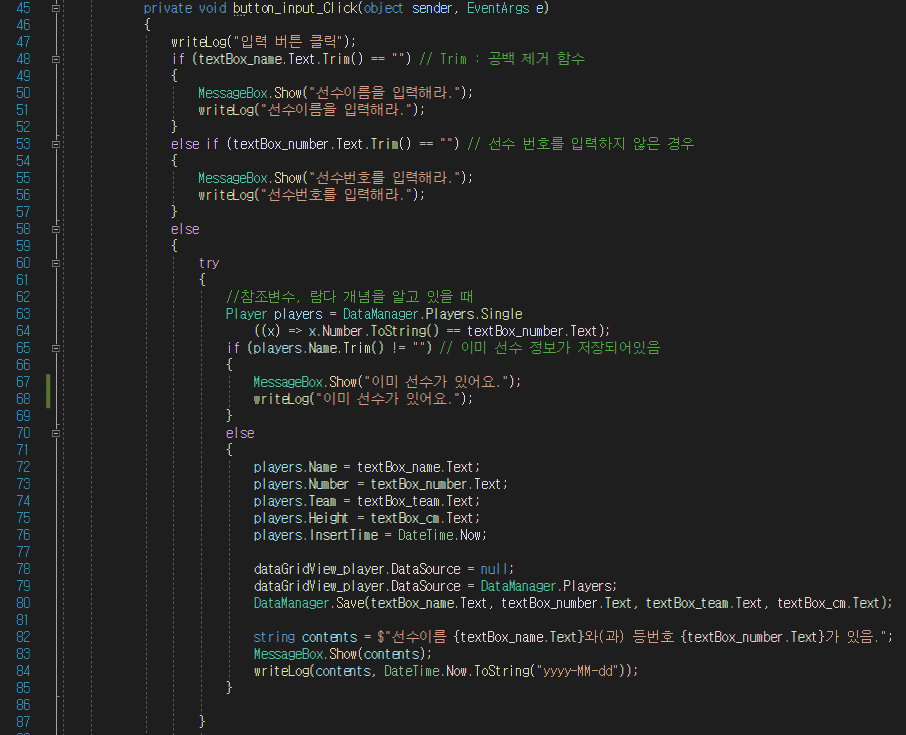 45 private void button_input_Click(object sender, EventArgs e)
46 {
47 writeLog("입력 버튼 클릭");
48 if (textBox_name.Text.Trim() == "") // Trim : 공백 제거 함수
49 {
50 MessageBox.Show("선수이름을 입력해라.");
51 writeLog("선수이름을 입력해라.");
52 }
53 else if (textBox_number.Text.Trim() == "") // 선수 번호를 입력하지 않은 경우
54 {
55 MessageBox.Show("선수번호를 입력해라.");
56 writeLog("선수번호를 입력해라.");
57 }
58 else
59 {
60 try
61 {
62 //참조변수, 람다 개념을 알고 있을 때
63 Player players = DataManager.Players.Single
64 ((x) => x.Number.ToString() == textBox_number.Text);
65 if (players.Name.Trim() != "") // 이미 선수 정보가 저장되어있음
66 {
67 MessageBox.Show("이미 선수가 있어요.");
68 writeLog("이미 선수가 있어요.");
69 }
70 else
71 {
72 players.Name = textBox_name.Text;
73 players.Number = textBox_number.Text;
74 players.Team = textBox_team.Text;
75 players.Height = textBox_cm.Text;
76 players.InsertTime = DateTime.Now;
77
78 dataGridView_player.DataSource = null;
79 dataGridView_player.DataSource = DataManager.Players;
80 DataManager.Save(textBox_name.Text, textBox_number.Text, textBox_team.Text, textBox_cm.Text);
81
82 string contents = $"선수이름 {textBox_name.Text}와(과) 등번호 {textBox_number.Text}가 있음.";
83 MessageBox.Show(contents);
84 writeLog(contents, DateTime.Now.ToString("yyyy-MM-dd"));
85 }
86
87 }